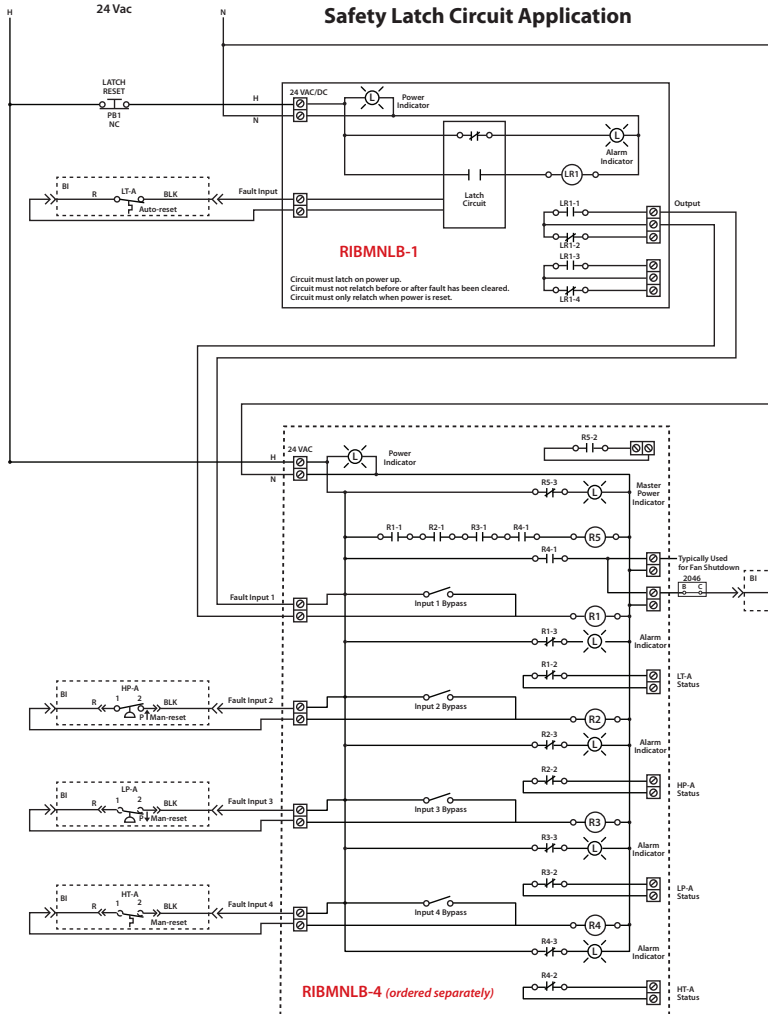 Safety Latch Circuit Application
H
24 Vac
N
LATCH
RESET
PB1
NC
H
N
24 VAC/DC
L
Power
Indicator
L
Alarm
Indicator
LR1
Latch
Circuit
BI
R
LT-A
BLK
Auto-reset
Fault Input
LR1-1
LR1-2
LR1-3
LR1-4
Output
RIBMNLB-1
Circuit must latch on power up.
Circuit must not relatch before or after fault has been cleared.
Circuit must only relatch when power is reset.
H
N
24 VAC
L
Power
Indicator
R5-2
R5-3
L
Master
Power
Indicator
R1-1
R2-1
R3-1
R4-1
R5
R4-1
Typically Used
for Fan Shutdown
2046
B C
BI
Fault Input 1
Input 1 Bypass
R1
R1-3
L
Alarm
Indicator
R1-2
LT-A
Status
BI
R
HP-A
1 2
BLK
P
Man-reset
Fault Input 2
Input 2 Bypass
R2
R2-3
L
Alarm
Indicator
R2-2
HP-A
Status
BI
R
LP-A
1 2
BLK
P
Man-reset
Fault Input 3
Input 3 Bypass
R3
R3-3
L
Alarm
Indicator
R3-2
LP-A
Status
BI
R
HT-A
1 2
BLK
Man-reset
Fault Input 4
Input 4 Bypass
R4
R4-3
L
Alarm
Indicator
R4-2
HT-A
Status
RIBMNLB-4 (ordered separately)